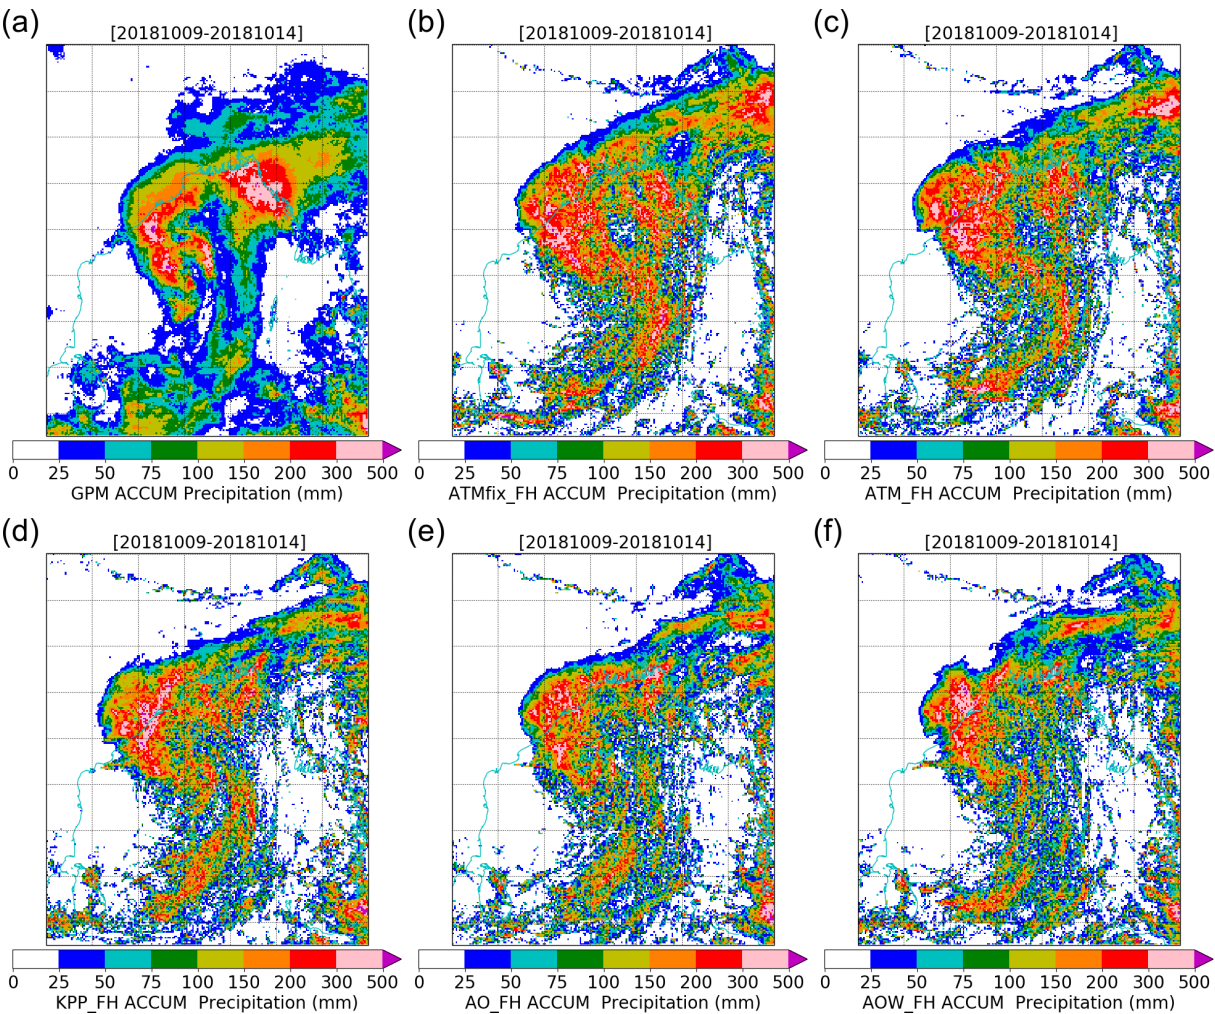 (a) (b) (c)
[20181009-20181014] [20181009-20181014] [20181009-20181014]
0 25 50 75 100 150 200 300 500 0 25 50 75 100 150 200 300 500 0 25 50 75 100 150 200 300 500
GPM ACCUM Precipitation (mm) ATMfix_FH ACCUM Precipitation (mm) ATM_FH ACCUM Precipitation (mm)
(d) (e) (f)
[20181009-20181014] [20181009-20181014] [20181009-20181014]
0 25 50 75 100 150 200 300 500 0 25 50 75 100 150 200 300 500 0 25 50 75 100 150 200 300 500
KPP_FH ACCUM Precipitation (mm) AO_FH ACCUM Precipitation (mm) AOW_FH ACCUM Precipitation (mm)